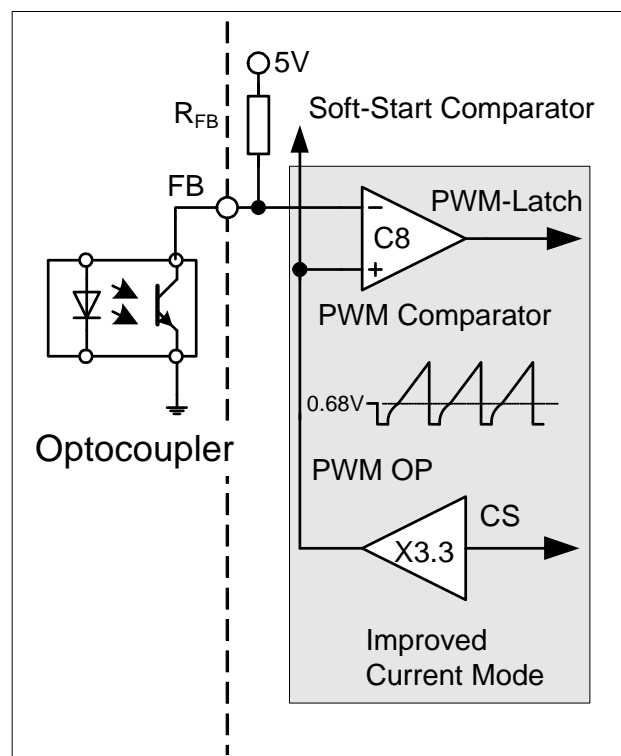 5V
R_FB
Soft-Start Comparator
FB
PWM-Latch
−
C8
+
PWM Comparator
0.68V
Optocoupler
PWM OP
CS
X3.3
Improved
Current Mode